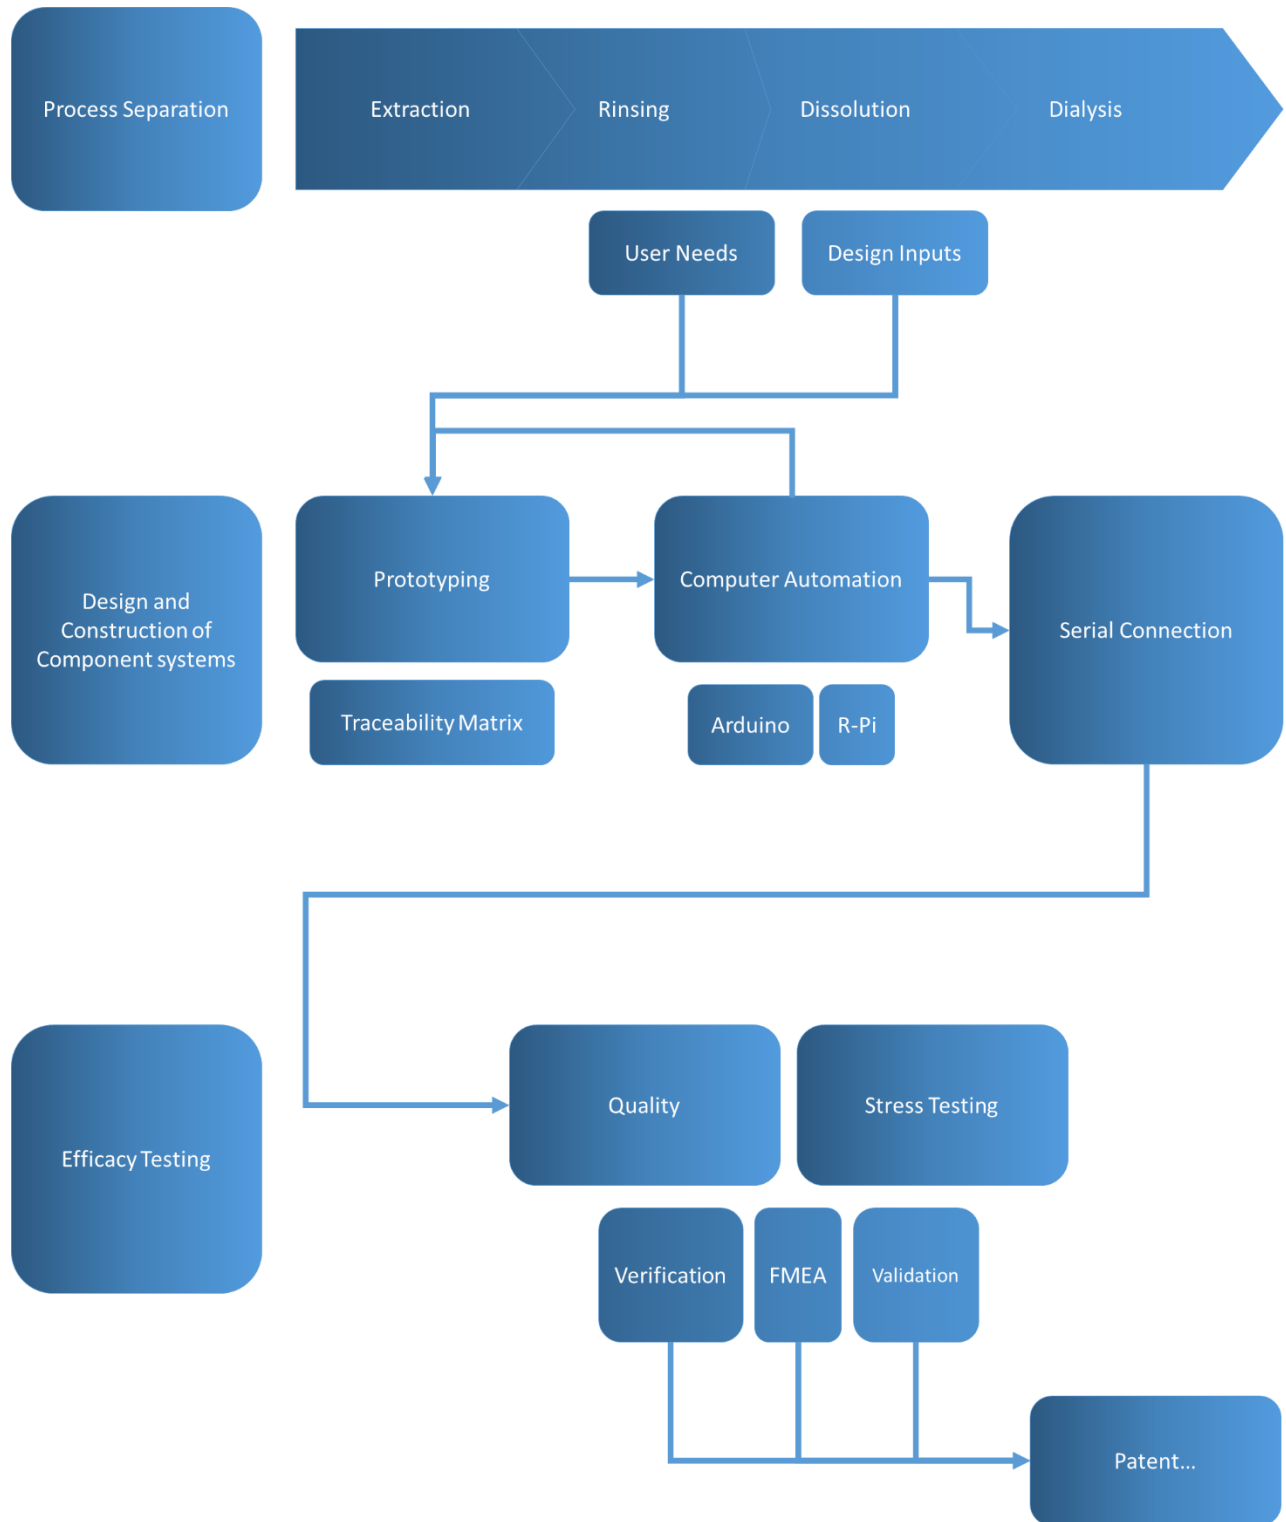 Process Separation
Extraction
Rinsing
Dissolution
Dialysis
User Needs
Design Inputs
Design and
Construction of
Component systems
Prototyping
Computer Automation
Serial Connection
Traceability Matrix
Arduino
R-Pi
Efficacy Testing
Quality
Stress Testing
Verification
FMEA
Validation
Patent...